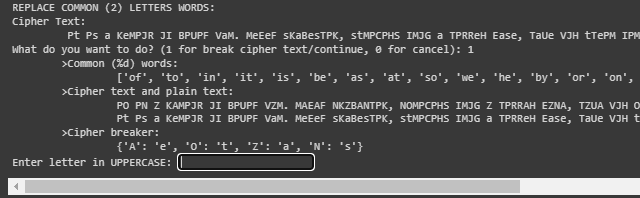 REPLACE COMMON (2) LETTERS WORDS:
Cipher Text:
Pt Ps a KeMPJR JI BPUPF VaM. MeEeF sKaBesTPK, stMPCPHS IMJG a TPRReH Ease, TaUe VJH tTePM IPM
What do you want to do? (1 for break cipher text/continue, 0 for cancel): 1
>Common (%d) words:
['of', 'to', 'in', 'it', 'is', 'be', 'as', 'at', 'so', 'we', 'he', 'by', 'or', 'on',
>Cipher text and plain text:
PO PN Z KAMPJR JI BPUPF VZM. MAEAF NKZBANTPK, NOMPCPHS IMJG Z TPRRAH EZNA, TZUA VJH O
Pt Ps a KeMPJR JI BPUPF VaM. MeEeF sKaBesTPK, stMPCPHS IMJG a TPRReH Ease, TaUe VJH t
>Cipher breaker:
{'A': 'e', 'O': 't', 'Z': 'a', 'N': 's'}
Enter letter in UPPERCASE: